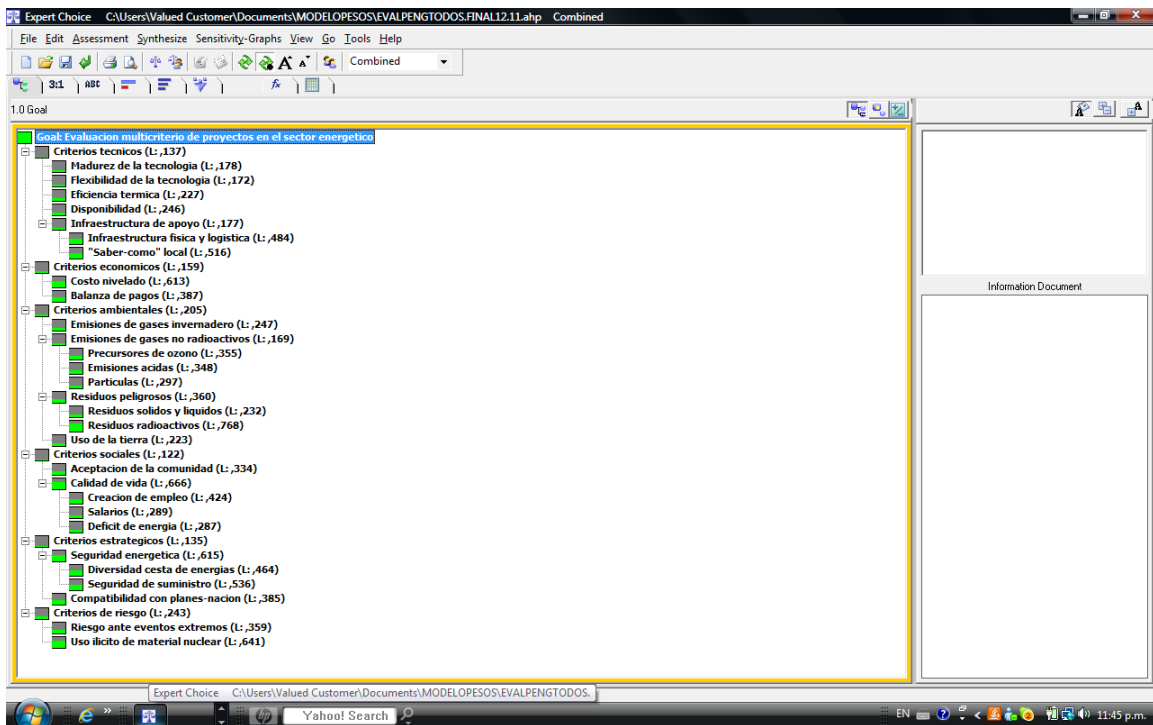 Expert Choice C:\Users\Valued Customer\Documents\MODELOPESOS\EVALPENGTODOS.FINAL12.11.ahp Combined
File Edit Assessment Synthesize Sensitivity-Graphs View Go Tools Help
A A Combined
3:1 ABC fx
1.0 Goal
Goal: Evaluacion multicriterio de proyectos en el sector energetico
Criterios tecnicos (L: ,137)
Madurez de la tecnologia (L: ,178)
Flexibilidad de la tecnologia (L: ,172)
Eficiencia termica (L: ,227)
Disponibilidad (L: ,246)
Infraestructura de apoyo (L: ,177)
Infraestructura fisica y logistica (L: ,484)
"Saber-como" local (L: ,516)
Criterios economicos (L: ,159)
Costo nivelado (L: ,613)
Balanza de pagos (L: ,387)
Criterios ambientales (L: ,205)
Emisiones de gases invernadero (L: ,247)
Emisiones de gases no radioactivos (L: ,169)
Precursores de ozono (L: ,355)
Emisiones acidas (L: ,348)
Particulas (L: ,297)
Residuos peligrosos (L: ,360)
Residuos solidos y liquidos (L: ,232)
Residuos radioactivos (L: ,768)
Uso de la tierra (L: ,223)
Criterios sociales (L: ,122)
Aceptacion de la comunidad (L: ,334)
Calidad de vida (L: ,666)
Creacion de empleo (L: ,424)
Salarios (L: ,289)
Deficit de energia (L: ,287)
Criterios estrategicos (L: ,135)
Seguridad energetica (L: ,615)
Diversidad cesta de energias (L: ,464)
Seguridad de suministro (L: ,536)
Compatibilidad con planes-nacion (L: ,385)
Criterios de riesgo (L: ,243)
Riesgo ante eventos extremos (L: ,359)
Uso ilicito de material nuclear (L: ,641)
Information Document
Expert Choice C:\Users\Valued Customer\Documents\MODELOPESOS\EVALPENGTODOS.
hp Yahoo! Search EN 11:45 p.m.